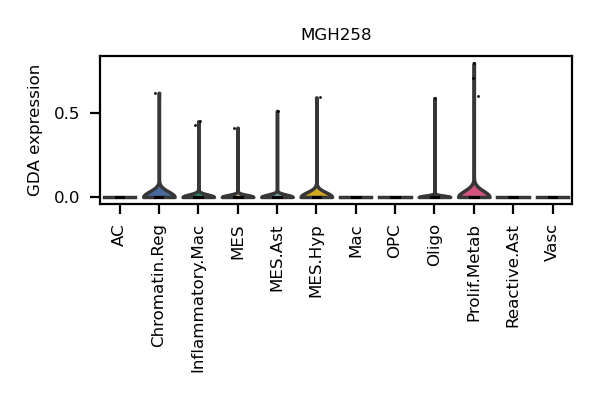 MGH258
GDA expression
0.5
0.0
AC
Chromatin.Reg
Inflammatory.Mac
MES
MES.Ast
MES.Hyp
Mac
OPC
Oligo
Prolif.Metab
Reactive.Ast
Vasc